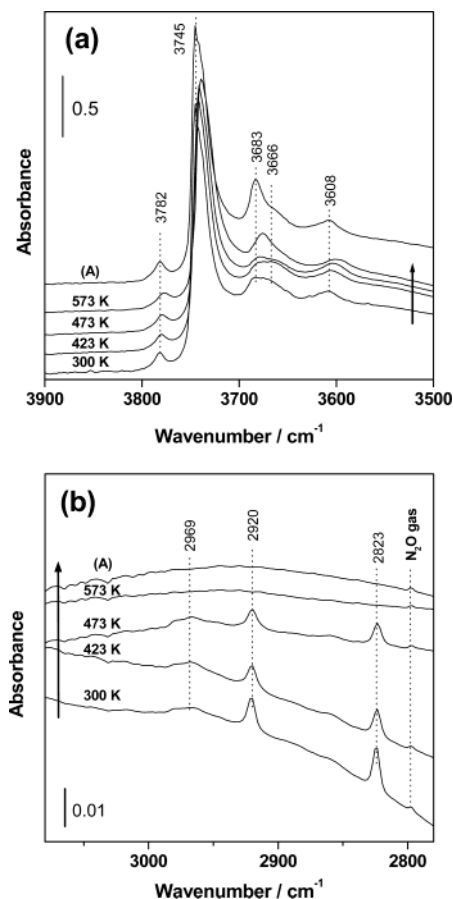 (a)
3745
0.5
3782
3683
3666
3608
Absorbance
(A)
573 K
473 K
423 K
300 K
3900 3800 3700 3600 3500
Wavenumber / cm⁻¹
(b)
2969
2920
2823
N₂O gas
(A)
573 K
473 K
423 K
300 K
Absorbance
0.01
3000 2900 2800
Wavenumber / cm⁻¹